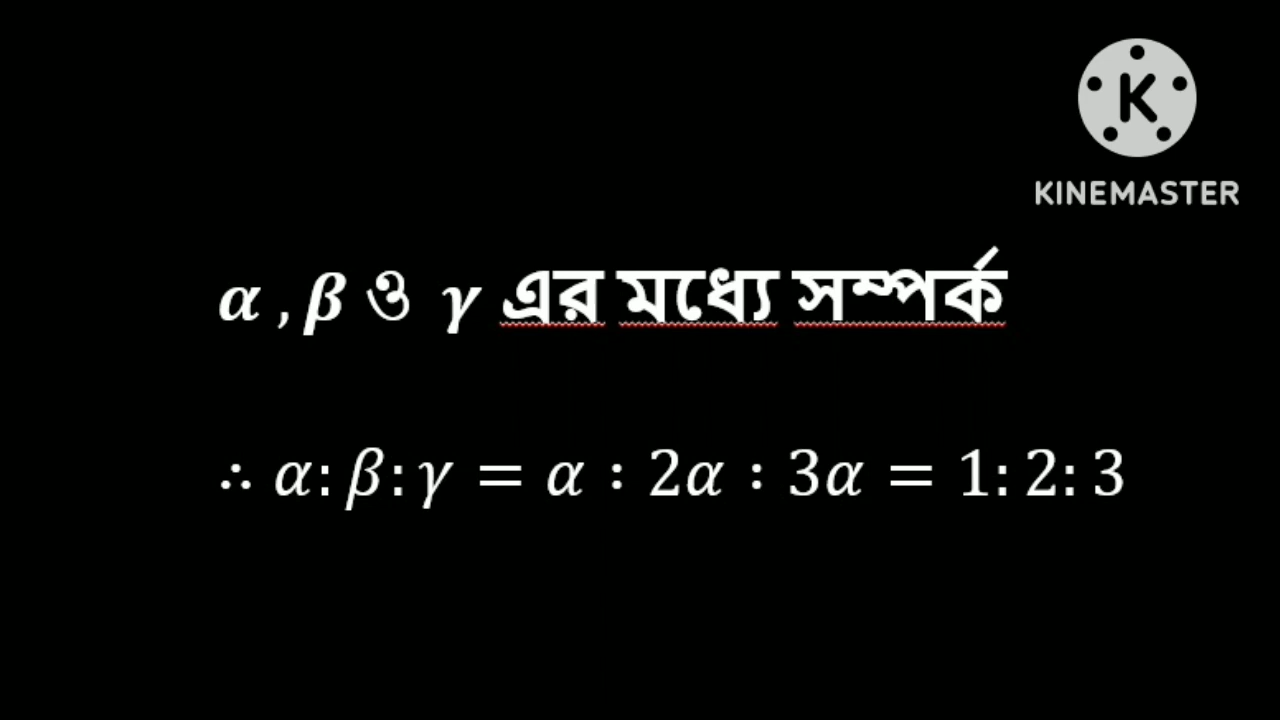 K
KINEMASTER
α , β ও γ এর মধ্যে সম্পর্ক
∴ α: β: γ = α : 2α : 3α = 1: 2: 3